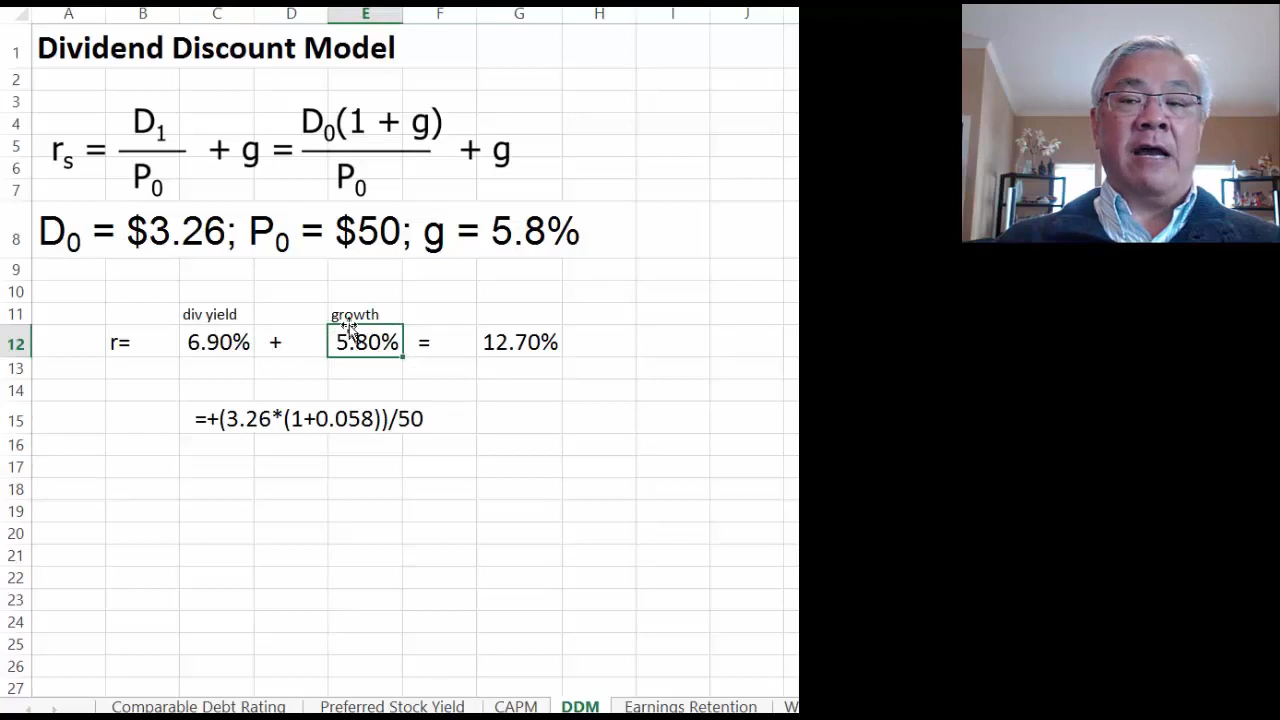 A B C D E F G H I J
1 Dividend Discount Model
2
3
4 D₁ D₀(1 + g)
5 rₛ = + g = + g
6 P₀ P₀
7
8 D₀ = $3.26; P₀ = $50; g = 5.8%
9
10
11 div yield growth
12 r= 6.90% + 5.80% = 12.70%
13
14
15 =+(3.26*(1+0.058))/50
16
17
18
19
20
21
22
23
24
25
26
27
Comparable Debt Rating Preferred Stock Yield CAPM DDM Earnings Retention W